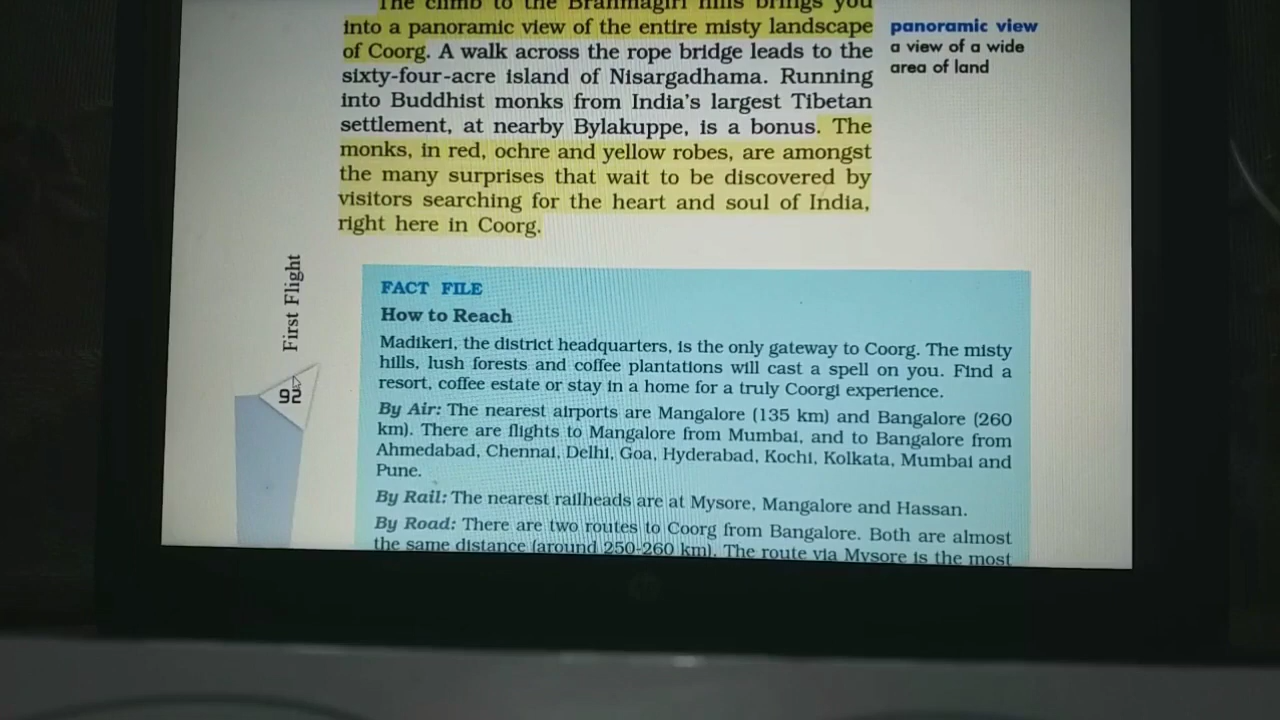 The climb to the Brahmagiri hills brings you
into a panoramic view of the entire misty landscape
of Coorg. A walk across the rope bridge leads to the
sixty-four-acre island of Nisargadhama. Running
into Buddhist monks from India's largest Tibetan
settlement, at nearby Bylakuppe, is a bonus. The
monks, in red, ochre and yellow robes, are amongst
the many surprises that wait to be discovered by
visitors searching for the heart and soul of India,
right here in Coorg.
panoramic view
a view of a wide
area of land
First Flight
92
FACT FILE
How to Reach
Madikeri, the district headquarters, is the only gateway to Coorg. The misty
hills, lush forests and coffee plantations will cast a spell on you. Find a
resort, coffee estate or stay in a home for a truly Coorgi experience.
By Air: The nearest airports are Mangalore (135 km) and Bangalore (260
km). There are flights to Mangalore from Mumbai, and to Bangalore from
Ahmedabad, Chennai, Delhi, Goa, Hyderabad, Kochi, Kolkata, Mumbai and
Pune.
By Rail: The nearest railheads are at Mysore, Mangalore and Hassan.
By Road: There are two routes to Coorg from Bangalore. Both are almost
the same distance (around 250-260 km). The route via Mysore is the most